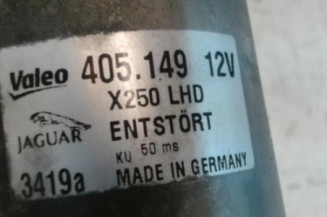 Valeo 405.149 12V
X250 LHD
JAGUAR ENTSTÖRT
KU 50 ms
3419a MADE IN GERMANY